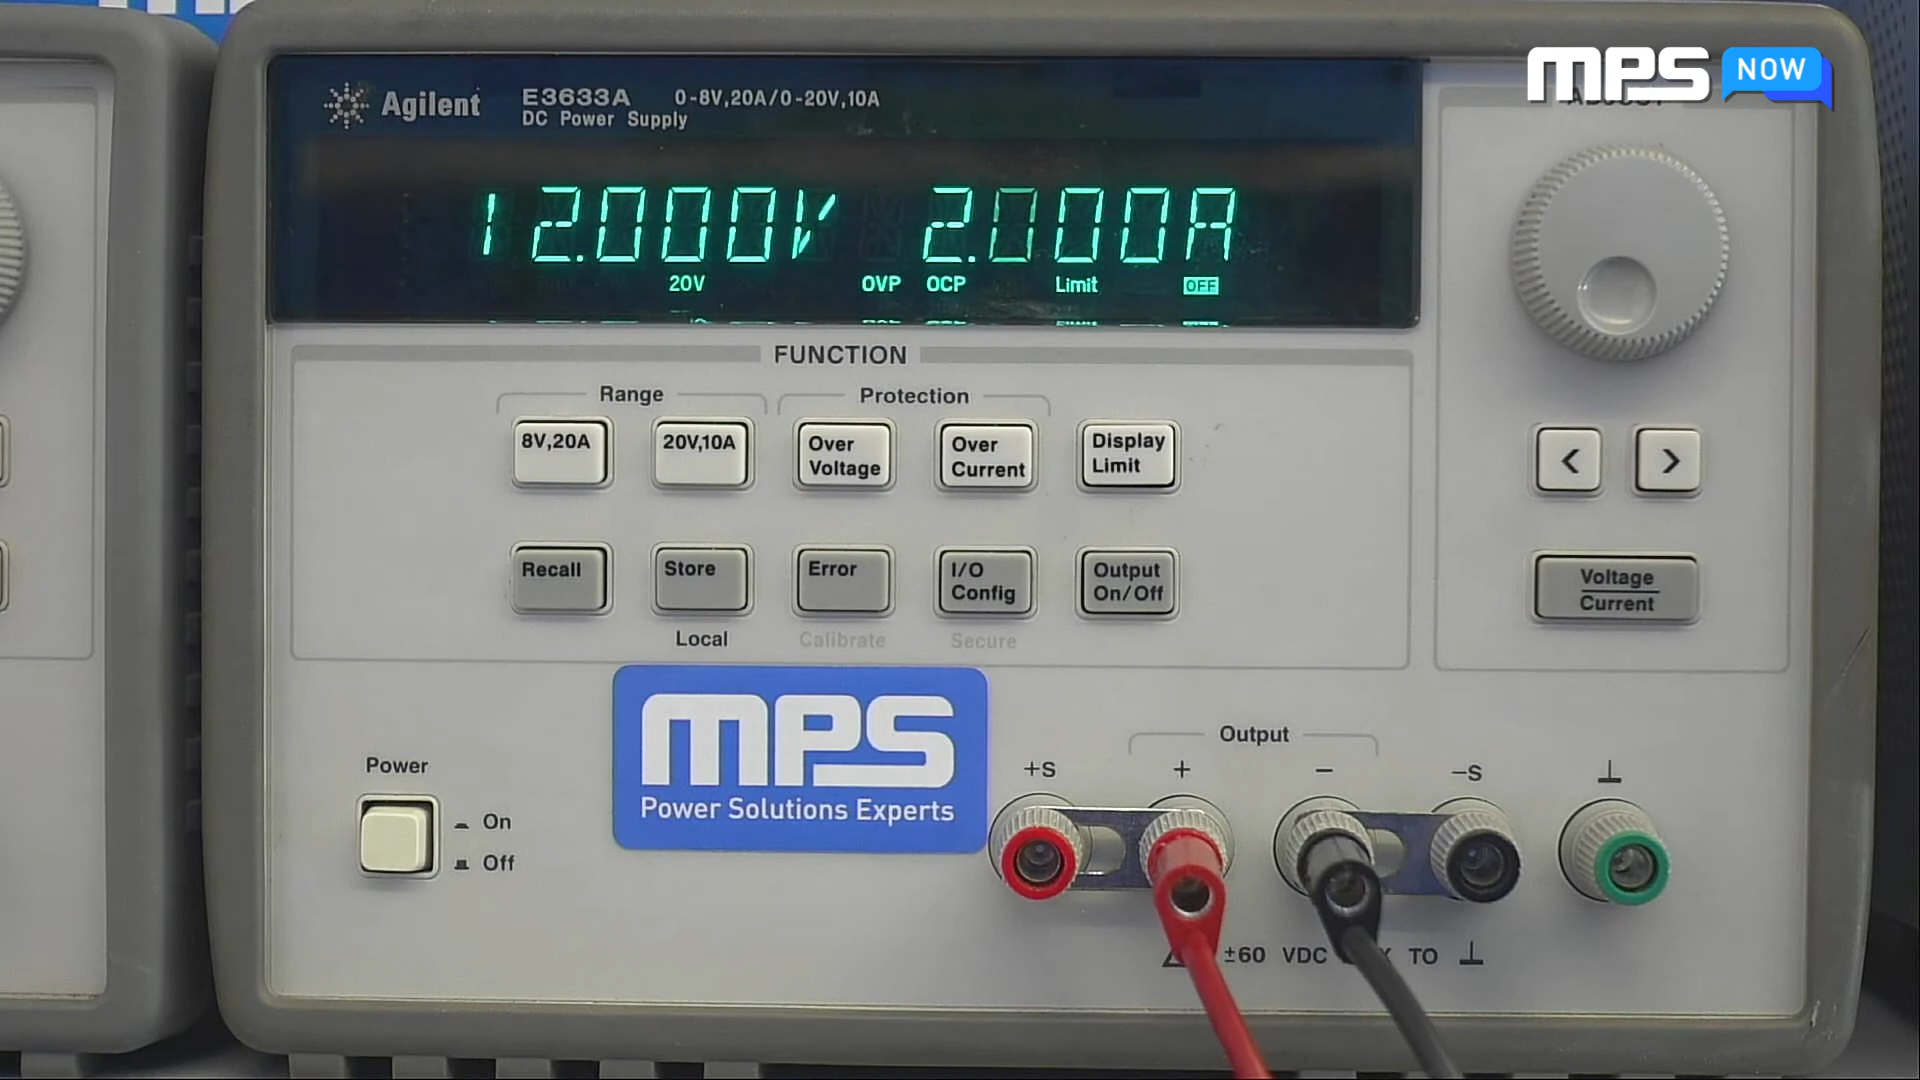 MPS NOW
Agilent E3633A 0-8V,20A/0-20V,10A
DC Power Supply
12.000V 2.000A
20V OVP OCP Limit OFF
FUNCTION
Range Protection
8V,20A 20V,10A Over Voltage Over Current Display Limit
< >
Recall Store Error I/O Config Output On/Off
Voltage
Current
Local Calibrate Secure
MPS
Power Solutions Experts
Output
Power
+S + − −S
On
Off
±60 VDC TO